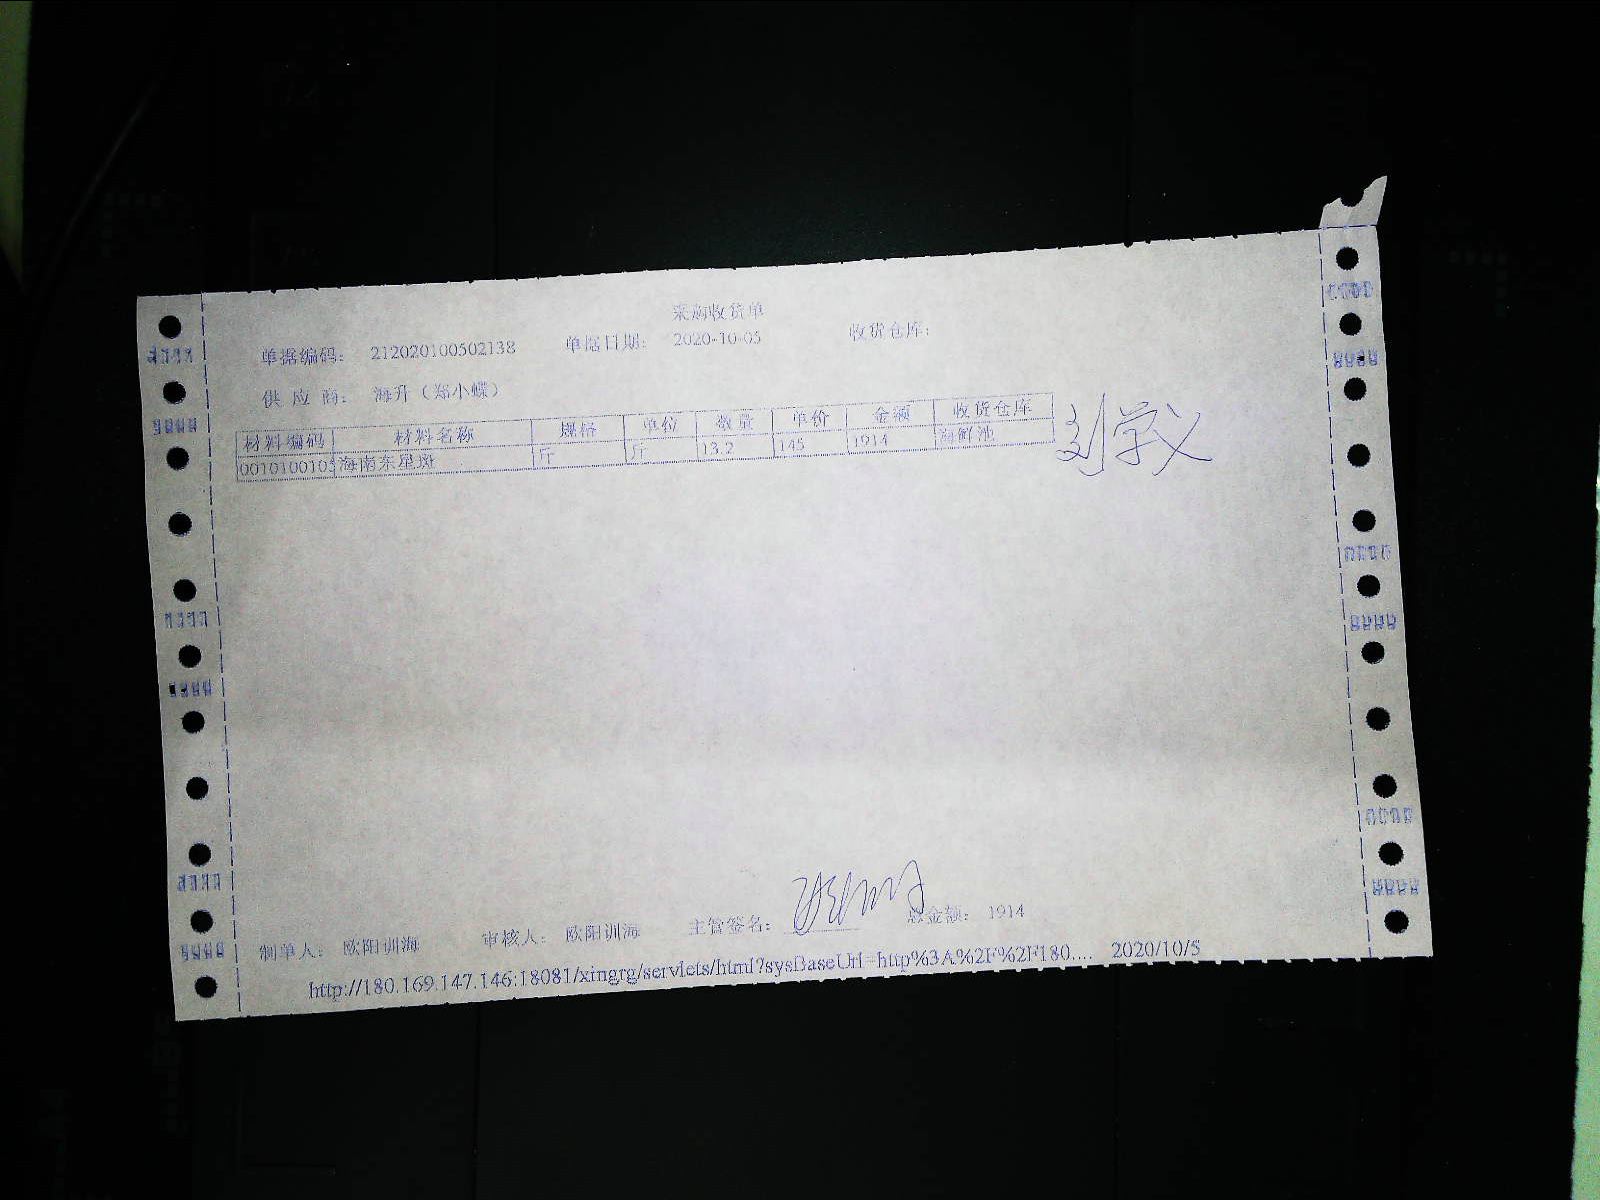 采购收货单
单据编码： 212020100502138 单据日期： 2020-10-05 收货仓库：
供 应 商： 海升（郑小蝶）
材料编码 材料名称 规格 单位 数量 单价 金额 收货仓库
0010100105 海南东星斑 斤 斤 13.2 145 1914 海鲜池
刘学义
制单人： 欧阳训海 审核人： 欧阳训海 主管签名： 总金额： 1914
http://180.169.147.146:18081/xingrg/servlets/html?sysBaseUrl=http%3A%2F%2F180.... 2020/10/5